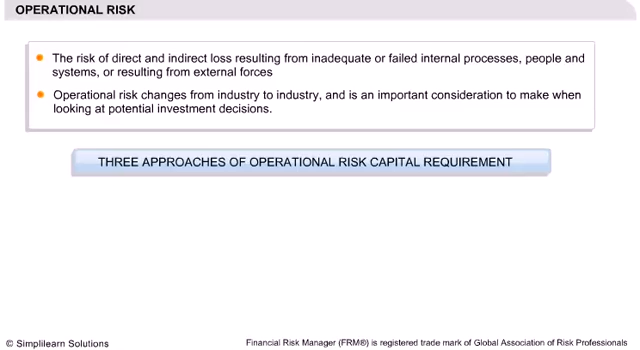 OPERATIONAL RISK
The risk of direct and indirect loss resulting from inadequate or failed internal processes, people and
systems, or resulting from external forces
Operational risk changes from industry to industry, and is an important consideration to make when
looking at potential investment decisions.
THREE APPROACHES OF OPERATIONAL RISK CAPITAL REQUIREMENT
© Simplilearn Solutions
Financial Risk Manager (FRM®) is registered trade mark of Global Association of Risk Professionals